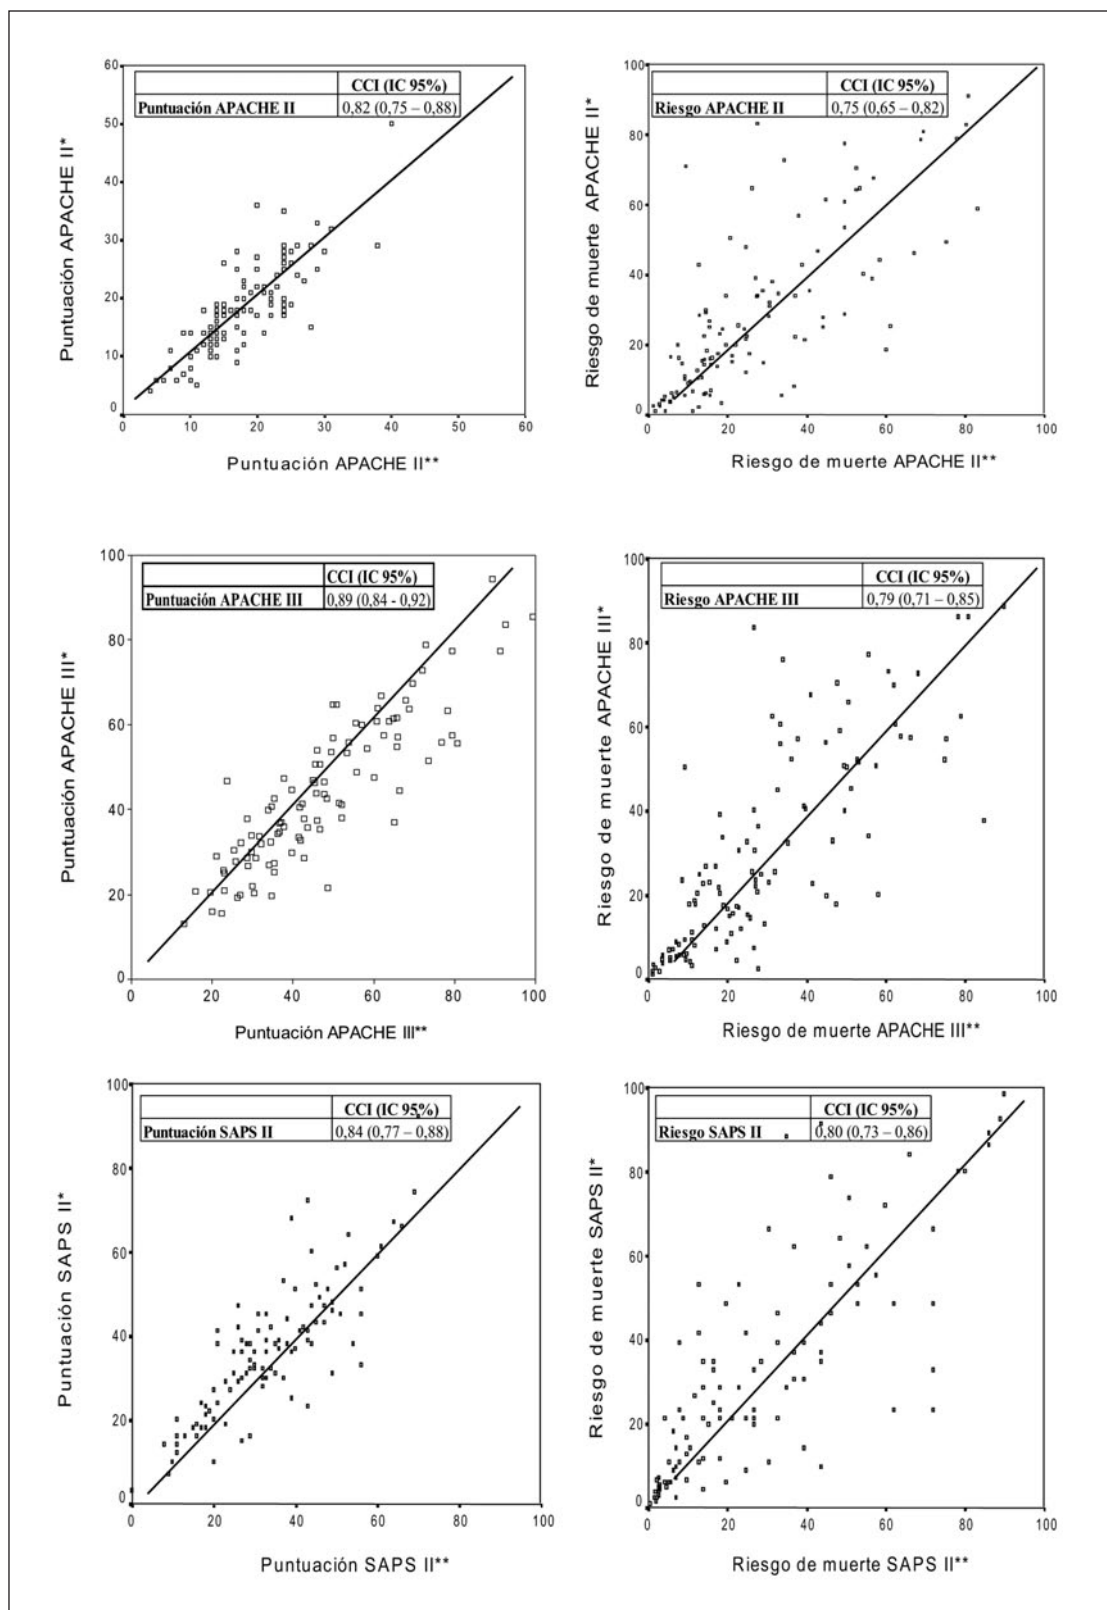 CCI (IC 95%)
Puntuación APACHE II 0,82 (0,75 – 0,88)
Puntuación APACHE II*
60
50
40
30
20
10
0
0 10 20 30 40 50 60
Puntuación APACHE II**
CCI (IC 95%)
Riesgo APACHE II 0,75 (0,65 – 0,82)
Riesgo de muerte APACHE II*
100
80
60
40
20
0
0 20 40 60 80 100
Riesgo de muerte APACHE II**
CCI (IC 95%)
Puntuación APACHE III 0,89 (0,84 - 0,92)
Puntuación APACHE III*
100
80
60
40
20
0
0 20 40 60 80 100
Puntuación APACHE III**
CCI (IC 95%)
Riesgo APACHE III 0,79 (0,71 – 0,85)
Riesgo de muerte APACHE III*
100
80
60
40
20
0
0 20 40 60 80 100
Riesgo de muerte APACHE III**
CCI (IC 95%)
Puntuación SAPS II 0,84 (0,77 – 0,88)
Puntuación SAPS II*
100
80
60
40
20
0
0 20 40 60 80 100
Puntuación SAPS II**
CCI (IC 95%)
Riesgo SAPS II 0,80 (0,73 – 0,86)
Riesgo de muerte SAPS II*
100
80
60
40
20
0
0 20 40 60 80 100
Riesgo de muerte SAPS II**